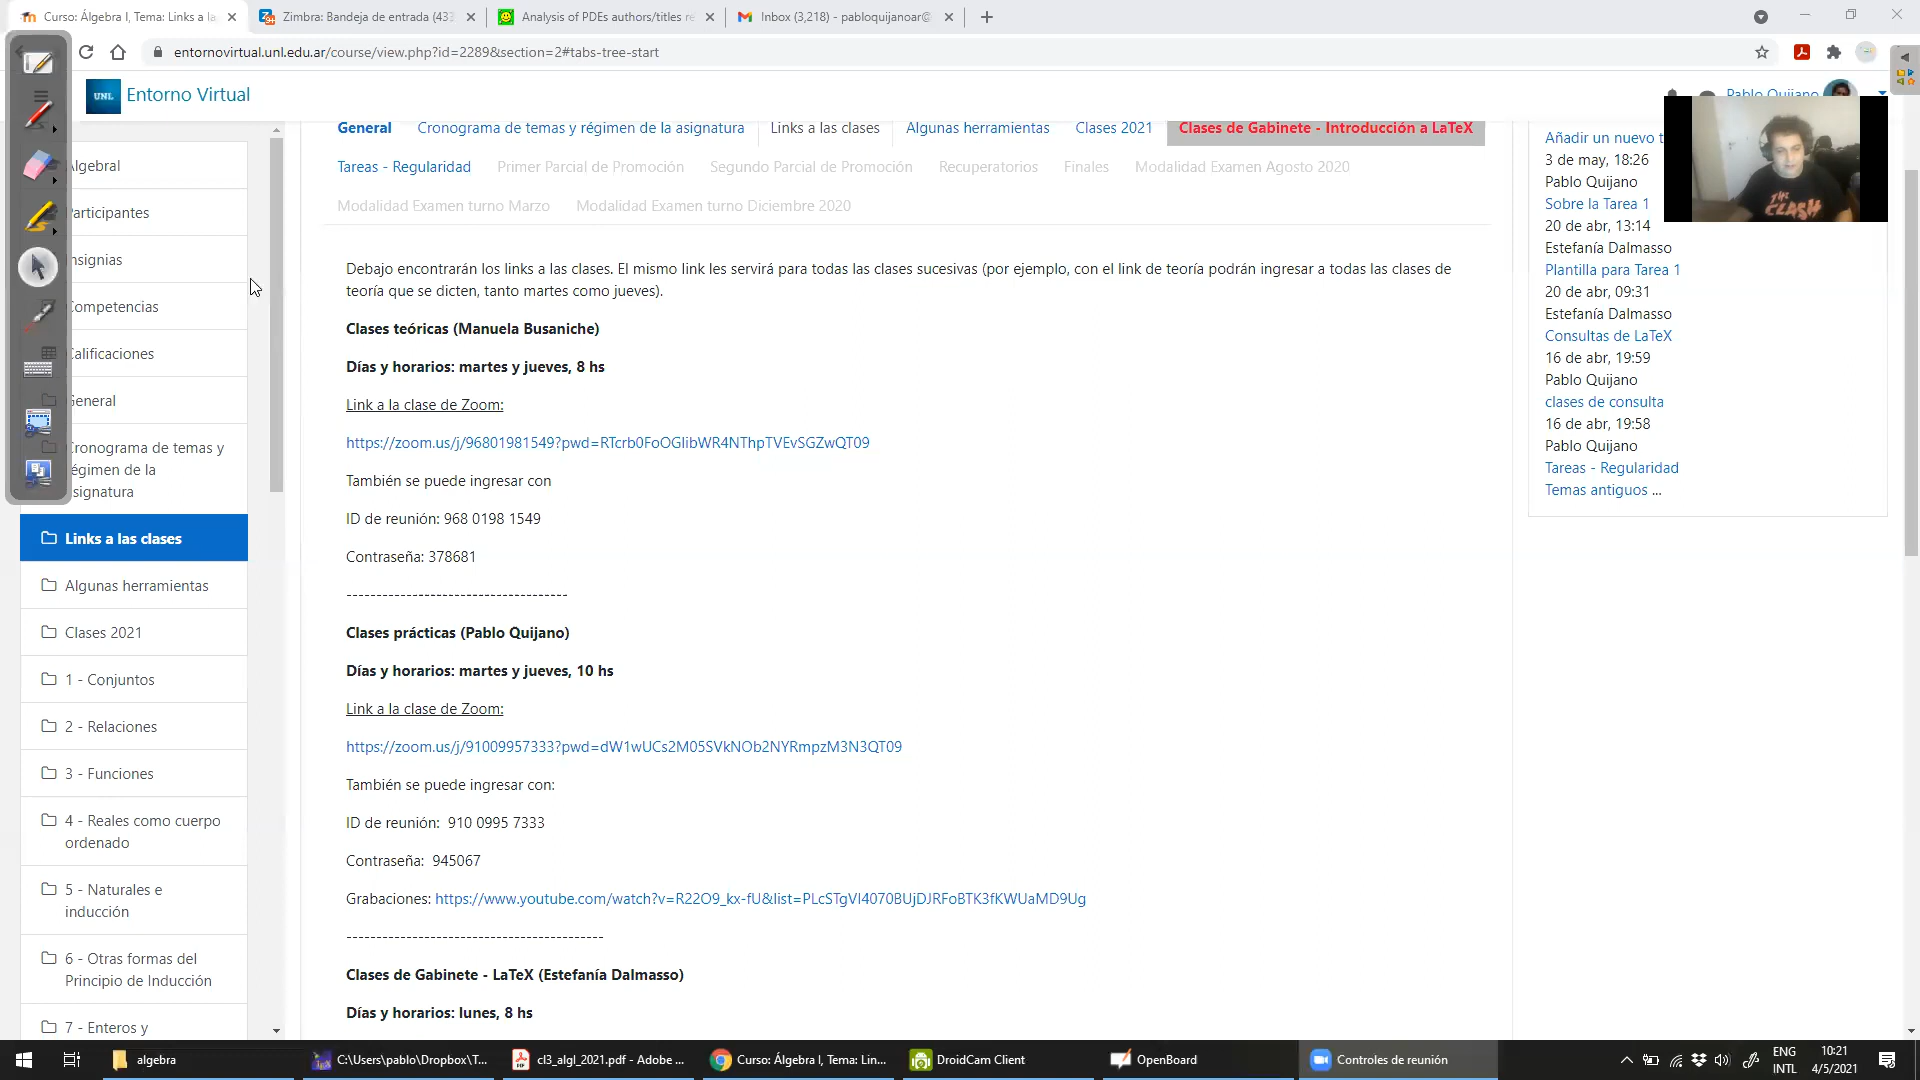 Curso: Álgebra I, Tema: Links a la
Zimbra: Bandeja de entrada (433
Analysis of PDEs authors/titles re
Inbox (3,218) - pabloquijanoar@
entornovirtual.unl.edu.ar/course/view.php?id=2289&section=2#tabs-tree-start
UNL Entorno Virtual
Pablo Quijano
General Cronograma de temas y régimen de la asignatura Links a las clases Algunas herramientas Clases 2021 Clases de Gabinete - Introducción a LaTeX
Tareas - Regularidad Primer Parcial de Promoción Segundo Parcial de Promoción Recuperatorios Finales Modalidad Examen Agosto 2020
Modalidad Examen turno Marzo Modalidad Examen turno Diciembre 2020
AlgebraI
Participantes
Insignias
Competencias
Calificaciones
General
Cronograma de temas y
régimen de la
asignatura
Links a las clases
Algunas herramientas
Clases 2021
1 - Conjuntos
2 - Relaciones
3 - Funciones
4 - Reales como cuerpo
ordenado
5 - Naturales e
inducción
6 - Otras formas del
Principio de Inducción
7 - Enteros y
Debajo encontrarán los links a las clases. El mismo link les servirá para todas las clases sucesivas (por ejemplo, con el link de teoría podrán ingresar a todas las clases de
teoría que se dicten, tanto martes como jueves).
Clases teóricas (Manuela Busaniche)
Días y horarios: martes y jueves, 8 hs
Link a la clase de Zoom:
https://zoom.us/j/96801981549?pwd=RTcrb0FoOGlibWR4NThpTVEvSGZwQT09
También se puede ingresar con
ID de reunión: 968 0198 1549
Contraseña: 378681
-------------------------------------
Clases prácticas (Pablo Quijano)
Días y horarios: martes y jueves, 10 hs
Link a la clase de Zoom:
https://zoom.us/j/91009957333?pwd=dW1wUCs2M05SVkNOb2NYRmpzM3N3QT09
También se puede ingresar con:
ID de reunión: 910 0995 7333
Contraseña: 945067
Grabaciones: https://www.youtube.com/watch?v=R22O9_kx-fU&list=PLcSTgVI4070BUjDJRFoBTK3fKWUaMD9Ug
-------------------------------------------
Clases de Gabinete - LaTeX (Estefanía Dalmasso)
Días y horarios: lunes, 8 hs
Añadir un nuevo t
3 de may, 18:26
Pablo Quijano
Sobre la Tarea 1
20 de abr, 13:14
Estefanía Dalmasso
Plantilla para Tarea 1
20 de abr, 09:31
Estefanía Dalmasso
Consultas de LaTeX
16 de abr, 19:59
Pablo Quijano
clases de consulta
16 de abr, 19:58
Pablo Quijano
Tareas - Regularidad
Temas antiguos ...
THE
CLASH
algebra
C:\Users\pablo\Dropbox\T...
cl3_algI_2021.pdf - Adobe ...
Curso: Álgebra I, Tema: Lin...
DroidCam Client
OpenBoard
Controles de reunión
ENG
INTL
10:21
4/5/2021